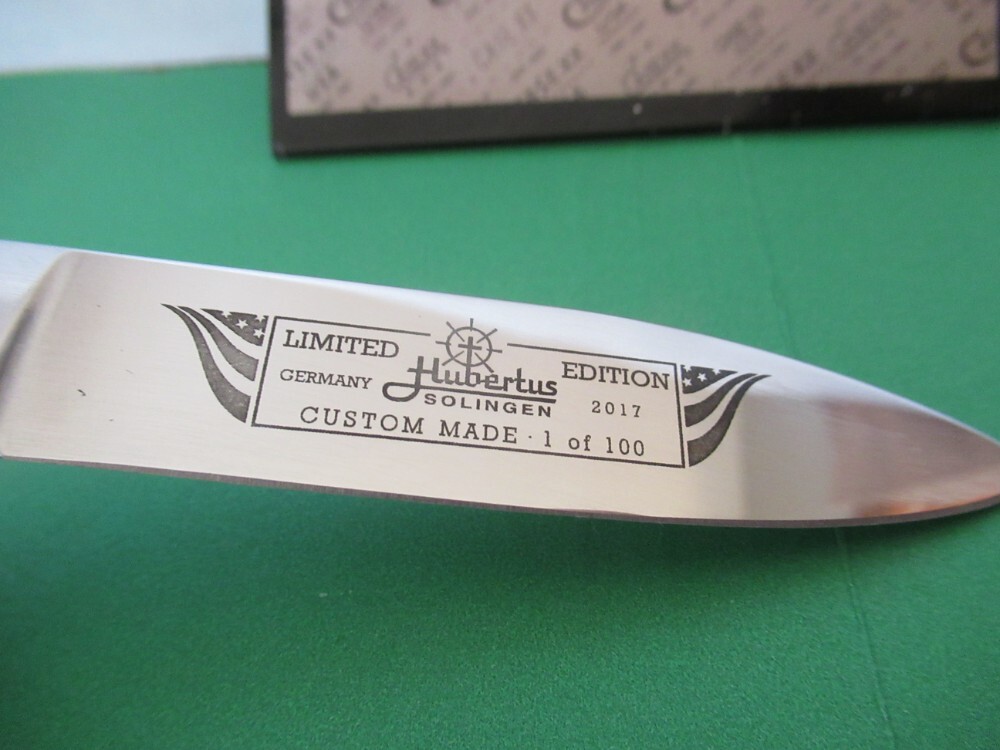 LIMITED EDITION
GERMANY Hubertus 2017
SOLINGEN
CUSTOM MADE · 1 of 100